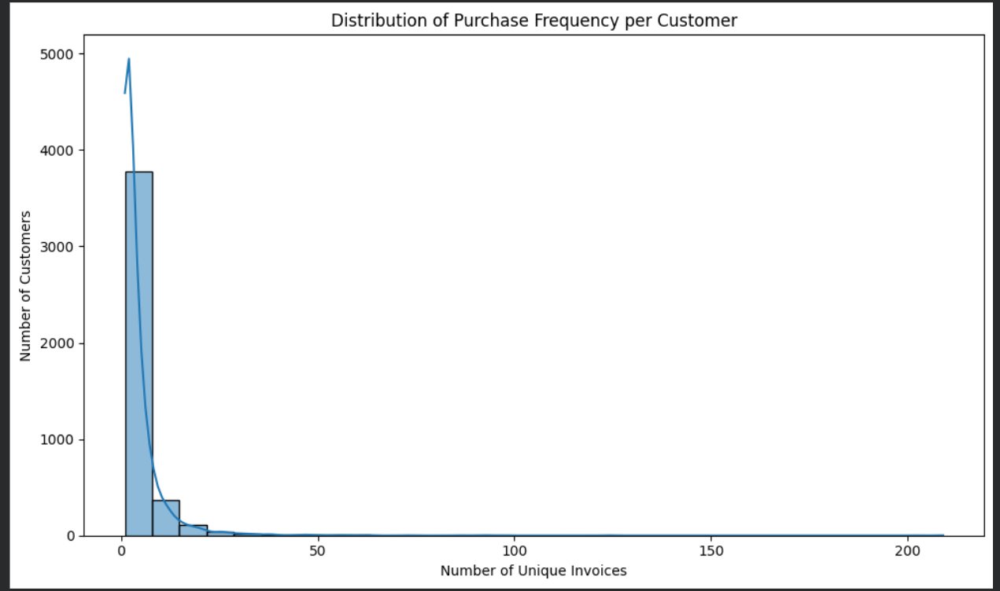 Distribution of Purchase Frequency per Customer
5000
4000
3000
2000
1000
0
Number of Customers
0 50 100 150 200
Number of Unique Invoices